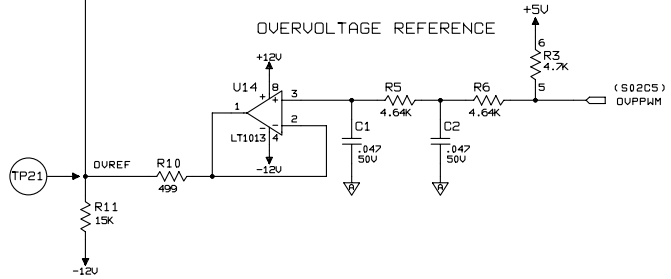 +5V
OVERVOLTAGE REFERENCE
6
R3
4.7K
+12V
5
(S02C5)
OVPPWM
U14
8
+
+
3
R5
4.64K
R6
4.64K
1
-
2
LT1013
-
4
C1
.047
50V
C2
.047
50V
-12V
A
A
TP21
OVREF
R10
499
R11
15K
-12V